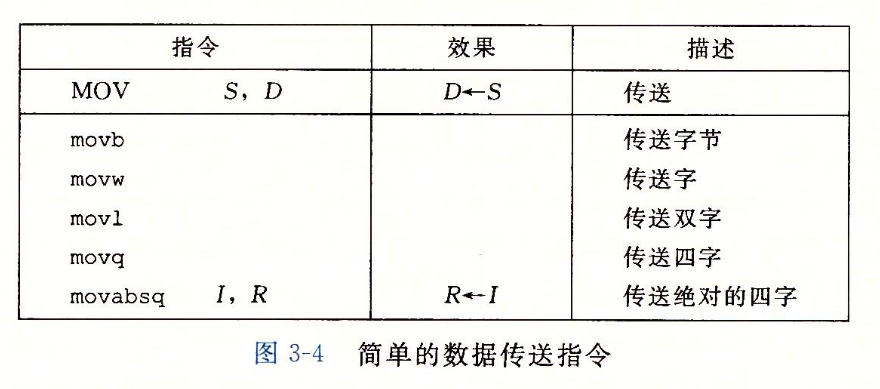 指令 效果 描述
MOV S, D D←S 传送
movb 传送字节
movw 传送字
movl 传送双字
movq 传送四字
movabsq I, R R←I 传送绝对的四字
图 3-4 简单的数据传送指令